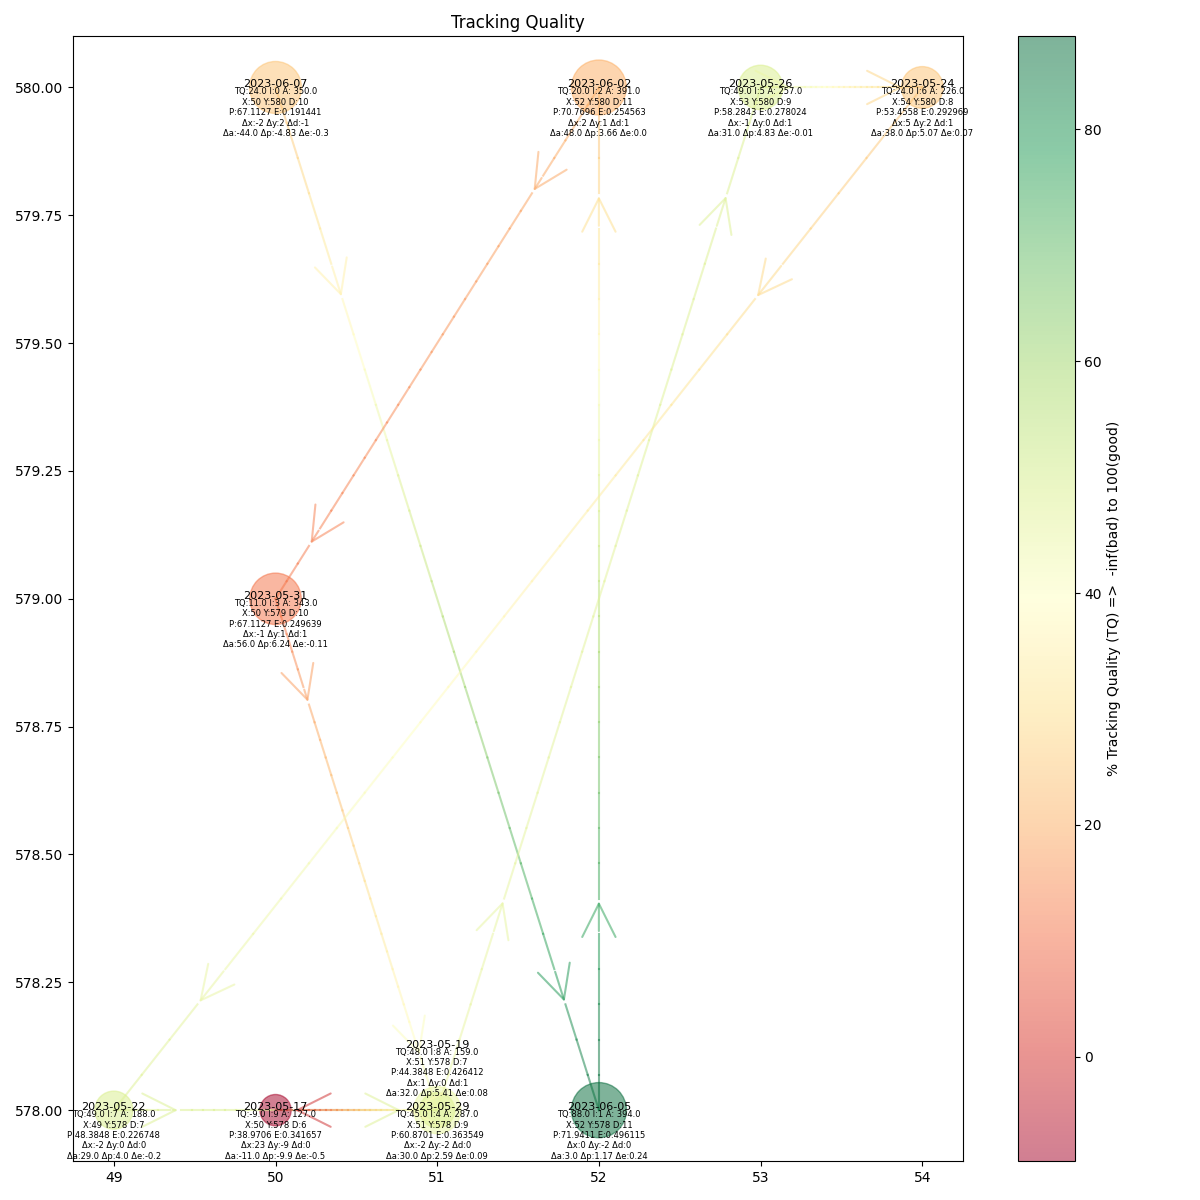 Tracking Quality
580.00
579.75
579.50
579.25
579.00
578.75
578.50
578.25
578.00
49
50
51
52
53
54
2023-06-07
TQ:24.0 I:0 A: 350.0
X:50 Y:580 D:10
P:67.1127 E:0.191441
Δx:-2 Δy:2 Δd:-1
Δa:-44.0 Δp:-4.83 Δe:-0.3
2023-06-02
TQ:20.0 I:2 A: 391.0
X:52 Y:580 D:11
P:70.7696 E:0.254563
Δx:2 Δy:1 Δd:1
Δa:48.0 Δp:3.66 Δe:0.0
2023-05-26
TQ:49.0 I:5 A: 257.0
X:53 Y:580 D:9
P:58.2843 E:0.278024
Δx:-1 Δy:0 Δd:1
Δa:31.0 Δp:4.83 Δe:-0.01
2023-05-24
TQ:24.0 I:6 A: 226.0
X:54 Y:580 D:8
P:53.4558 E:0.292969
Δx:5 Δy:2 Δd:1
Δa:38.0 Δp:5.07 Δe:0.07
2023-05-31
TQ:11.0 I:3 A: 343.0
X:50 Y:579 D:10
P:67.1127 E:0.249639
Δx:-1 Δy:1 Δd:1
Δa:56.0 Δp:6.24 Δe:-0.11
2023-05-19
TQ:48.0 I:8 A: 159.0
X:51 Y:578 D:7
P:44.3848 E:0.426412
Δx:1 Δy:0 Δd:1
Δa:32.0 Δp:5.41 Δe:0.08
2023-05-22
TQ:49.0 I:7 A: 188.0
X:49 Y:578 D:7
P:48.3848 E:0.226748
Δx:-2 Δy:0 Δd:0
Δa:29.0 Δp:4.0 Δe:-0.2
2023-05-17
TQ:-9.0 I:9 A: 127.0
X:50 Y:578 D:6
P:38.9706 E:0.341657
Δx:23 Δy:-9 Δd:0
Δa:-11.0 Δp:-9.9 Δe:-0.5
2023-05-29
TQ:45.0 I:4 A: 287.0
X:51 Y:578 D:9
P:60.8701 E:0.363549
Δx:-2 Δy:-2 Δd:0
Δa:30.0 Δp:2.59 Δe:0.09
2023-06-05
TQ:88.0 I:1 A: 394.0
X:52 Y:578 D:11
P:71.9411 E:0.496115
Δx:0 Δy:-2 Δd:0
Δa:3.0 Δp:1.17 Δe:0.24
80
60
40
20
0
% Tracking Quality (TQ) => -inf(bad) to 100(good)